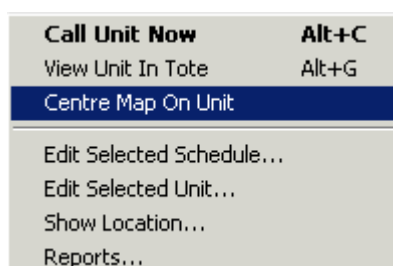 Call Unit Now Alt+C
View Unit In Tote Alt+G
Centre Map On Unit
Edit Selected Schedule...
Edit Selected Unit...
Show Location...
Reports...